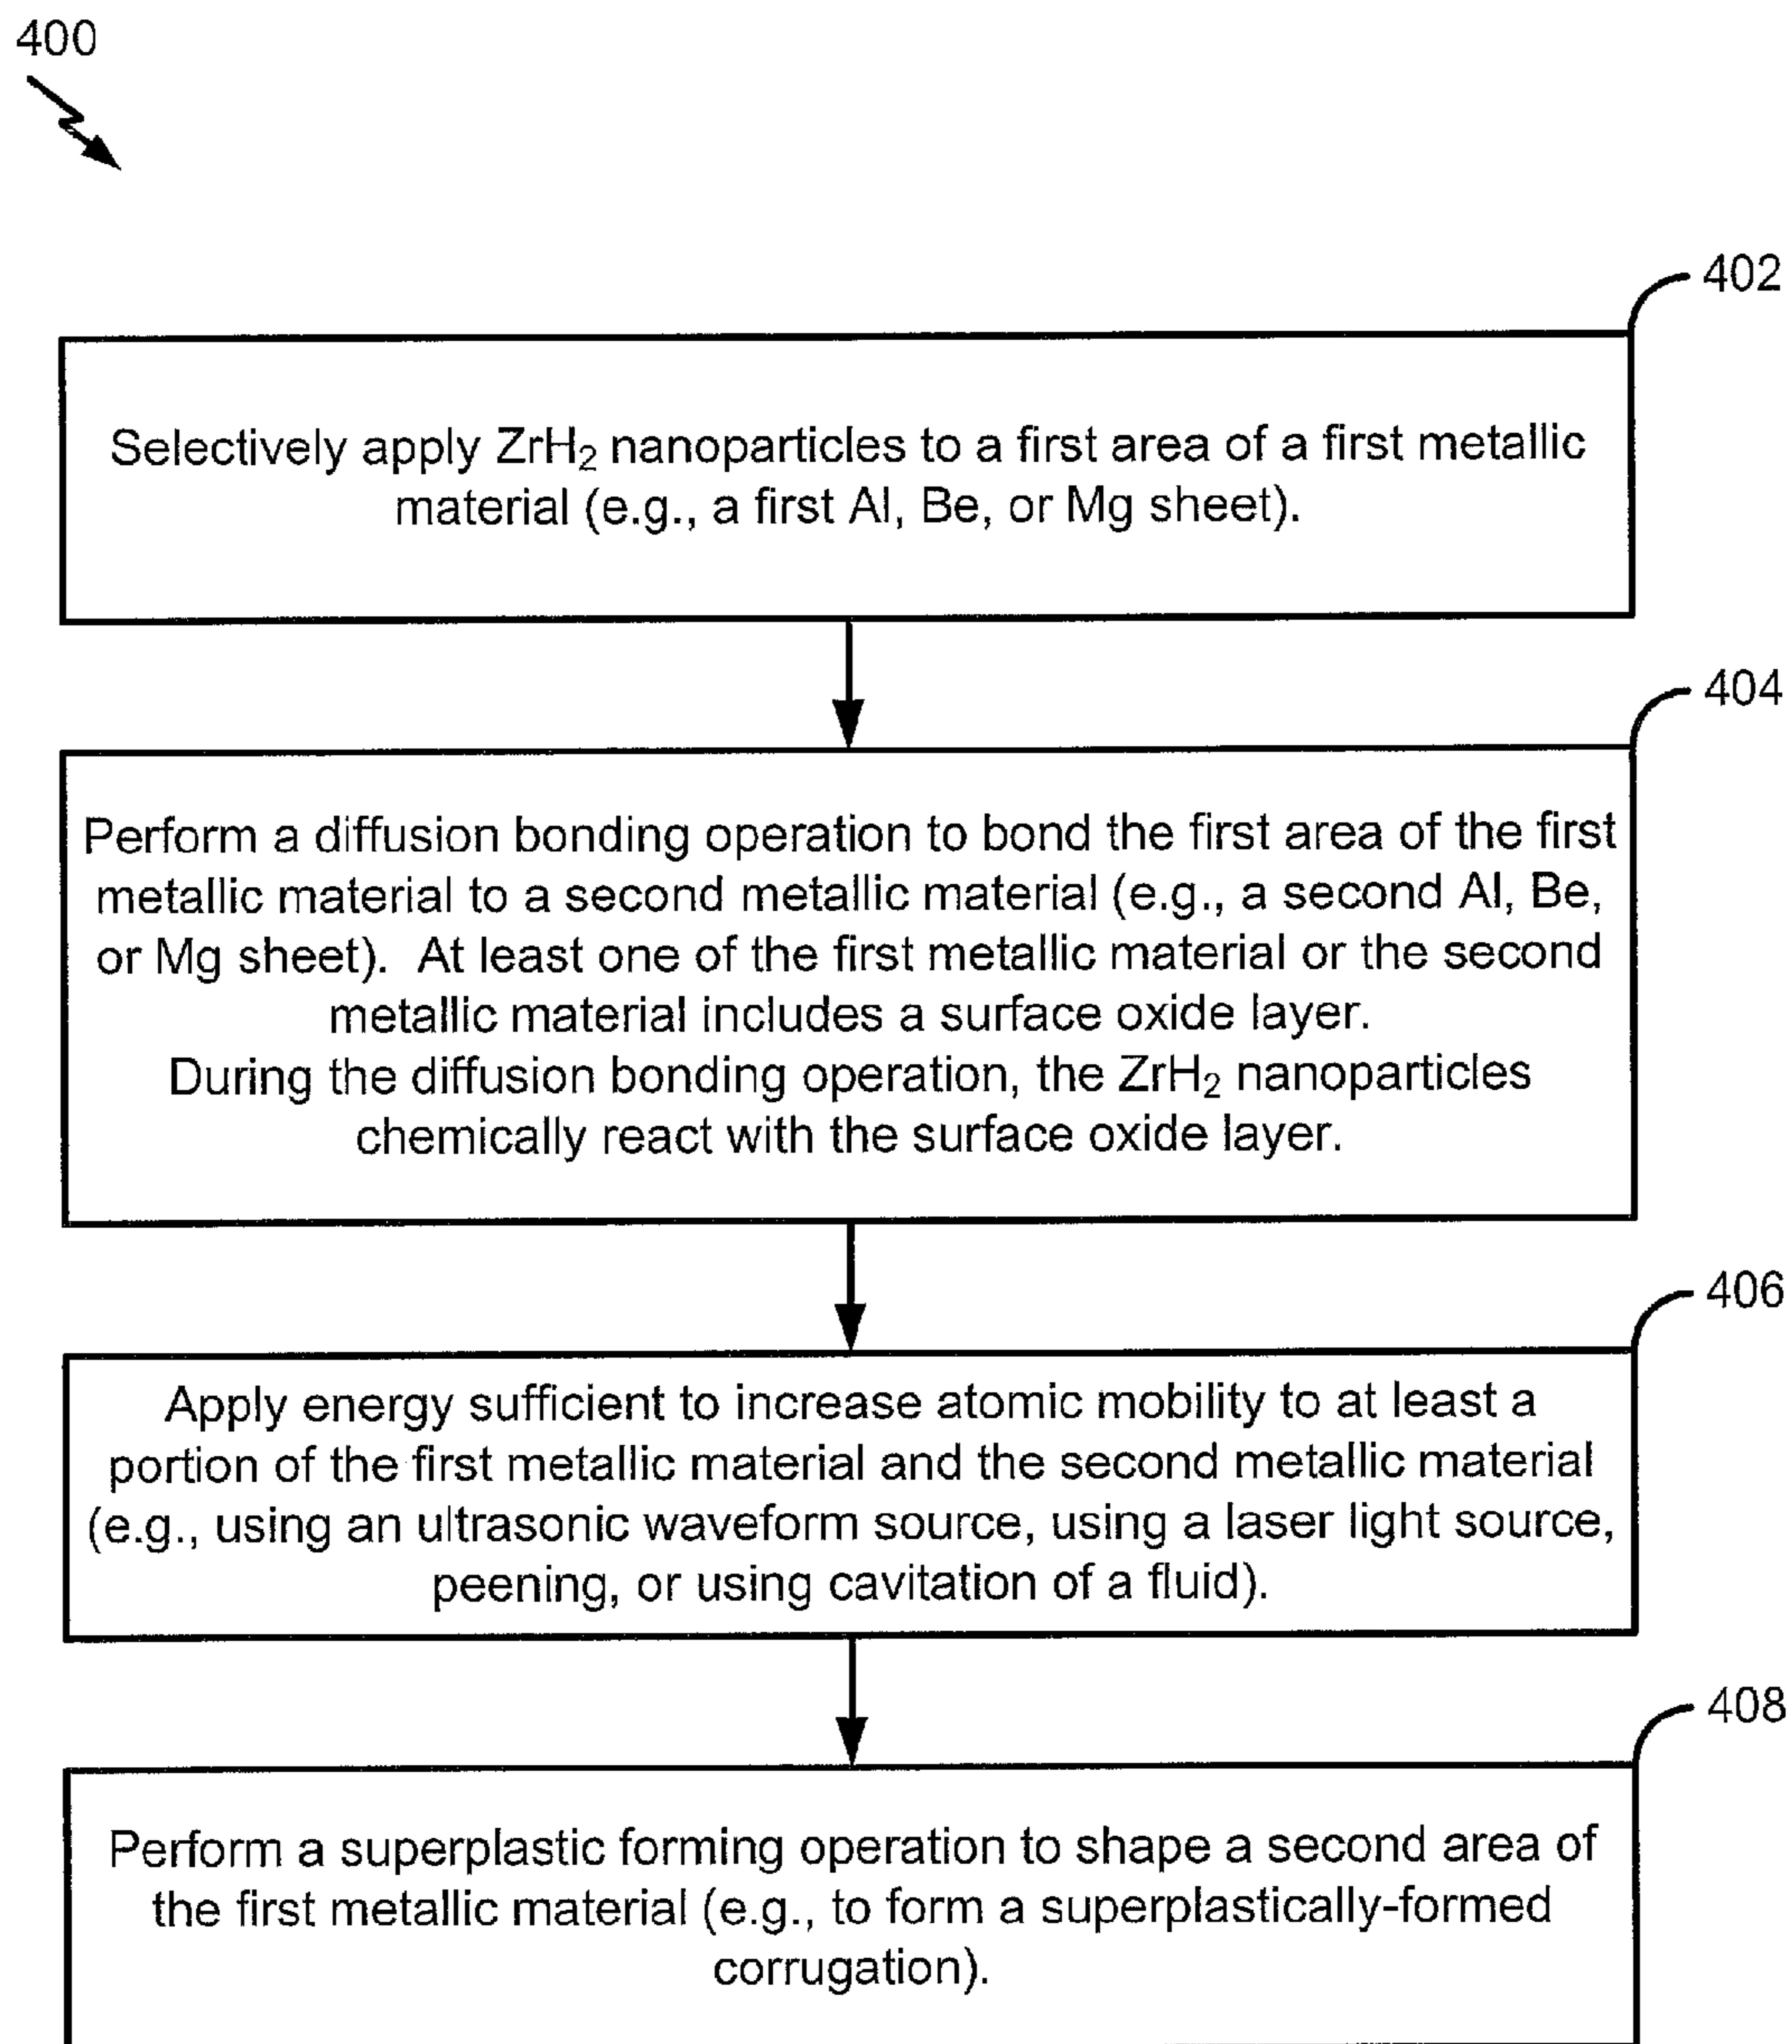 400
402
Selectively apply ZrH₂ nanoparticles to a first area of a first metallic
material (e.g., a first Al, Be, or Mg sheet).
404
Perform a diffusion bonding operation to bond the first area of the first
metallic material to a second metallic material (e.g., a second Al, Be,
or Mg sheet). At least one of the first metallic material or the second
metallic material includes a surface oxide layer.
During the diffusion bonding operation, the ZrH₂ nanoparticles
chemically react with the surface oxide layer.
406
Apply energy sufficient to increase atomic mobility to at least a
portion of the first metallic material and the second metallic material
(e.g., using an ultrasonic waveform source, using a laser light source,
peening, or using cavitation of a fluid).
408
Perform a superplastic forming operation to shape a second area of
the first metallic material (e.g., to form a superplastically-formed
corrugation).